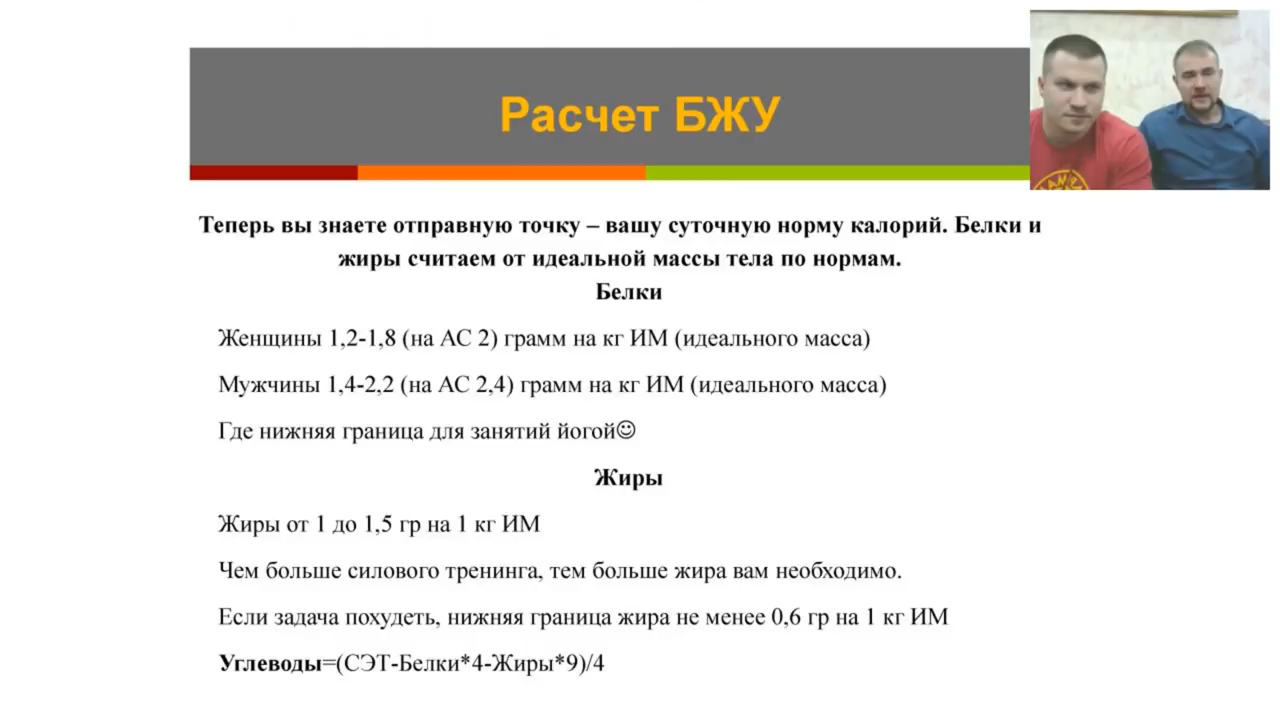 Расчет БЖУ
Теперь вы знаете отправную точку – вашу суточную норму калорий. Белки и
жиры считаем от идеальной массы тела по нормам.
Белки
Женщины 1,2-1,8 (на АС 2) грамм на кг ИМ (идеального масса)
Мужчины 1,4-2,2 (на АС 2,4) грамм на кг ИМ (идеального масса)
Где нижняя граница для занятий йогой☺
Жиры
Жиры от 1 до 1,5 гр на 1 кг ИМ
Чем больше силового тренинга, тем больше жира вам необходимо.
Если задача похудеть, нижняя граница жира не менее 0,6 гр на 1 кг ИМ
Углеводы=(СЭТ-Белки*4-Жиры*9)/4